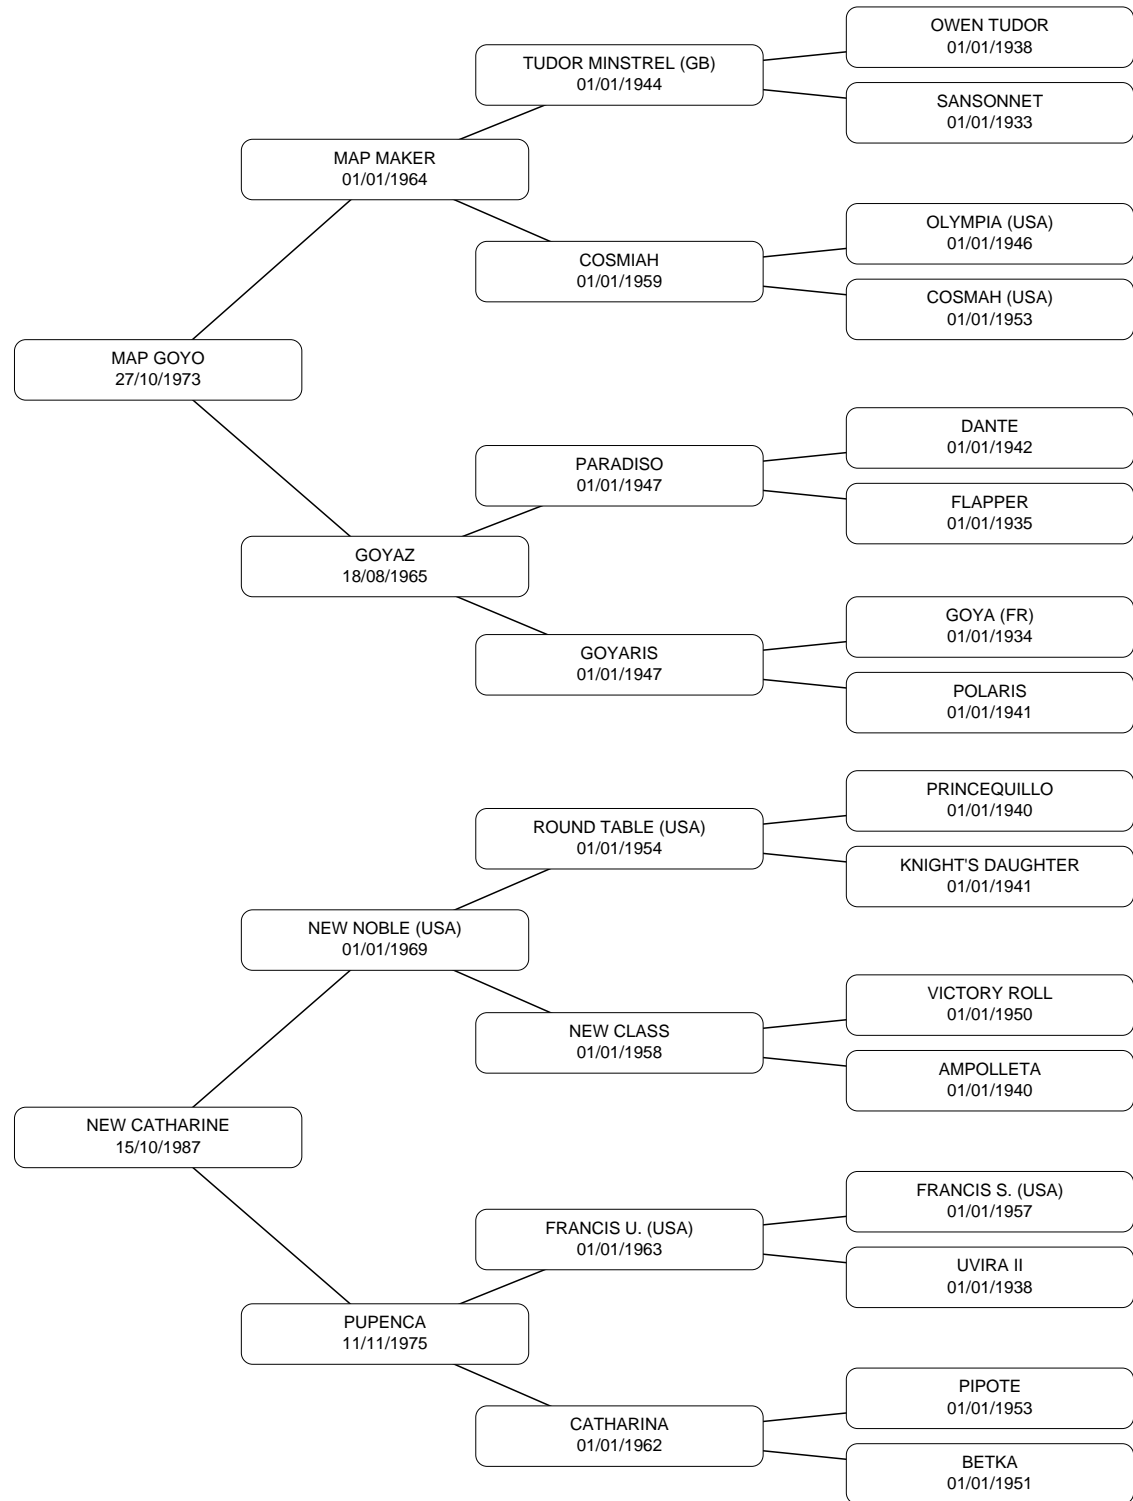 OWEN TUDOR
01/01/1938
TUDOR MINSTREL (GB)
01/01/1944
SANSONNET
01/01/1933
MAP MAKER
01/01/1964
OLYMPIA (USA)
01/01/1946
COSMIAH
01/01/1959
COSMAH (USA)
01/01/1953
MAP GOYO
27/10/1973
DANTE
01/01/1942
PARADISO
01/01/1947
FLAPPER
01/01/1935
GOYAZ
18/08/1965
GOYA (FR)
01/01/1934
GOYARIS
01/01/1947
POLARIS
01/01/1941
PRINCEQUILLO
01/01/1940
ROUND TABLE (USA)
01/01/1954
KNIGHT'S DAUGHTER
01/01/1941
NEW NOBLE (USA)
01/01/1969
VICTORY ROLL
01/01/1950
NEW CLASS
01/01/1958
AMPOLLETA
01/01/1940
NEW CATHARINE
15/10/1987
FRANCIS S. (USA)
01/01/1957
FRANCIS U. (USA)
01/01/1963
UVIRA II
01/01/1938
PUPENCA
11/11/1975
PIPOTE
01/01/1953
CATHARINA
01/01/1962
BETKA
01/01/1951